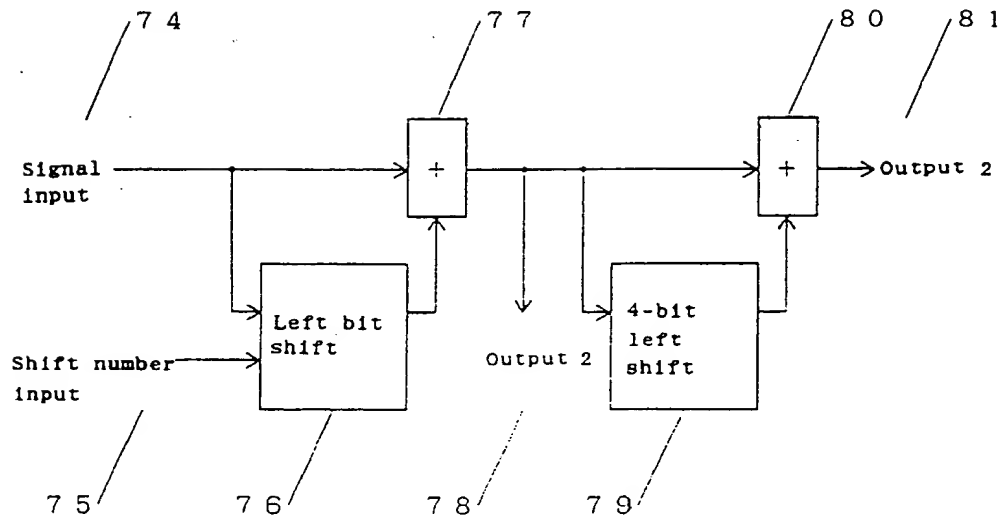 ７４
７７
８０
８１
Signal
input
+
+
Output 2
Left bit
shift
4-bit
left
shift
Output 2
Shift number
input
７５
７６
７８
７９